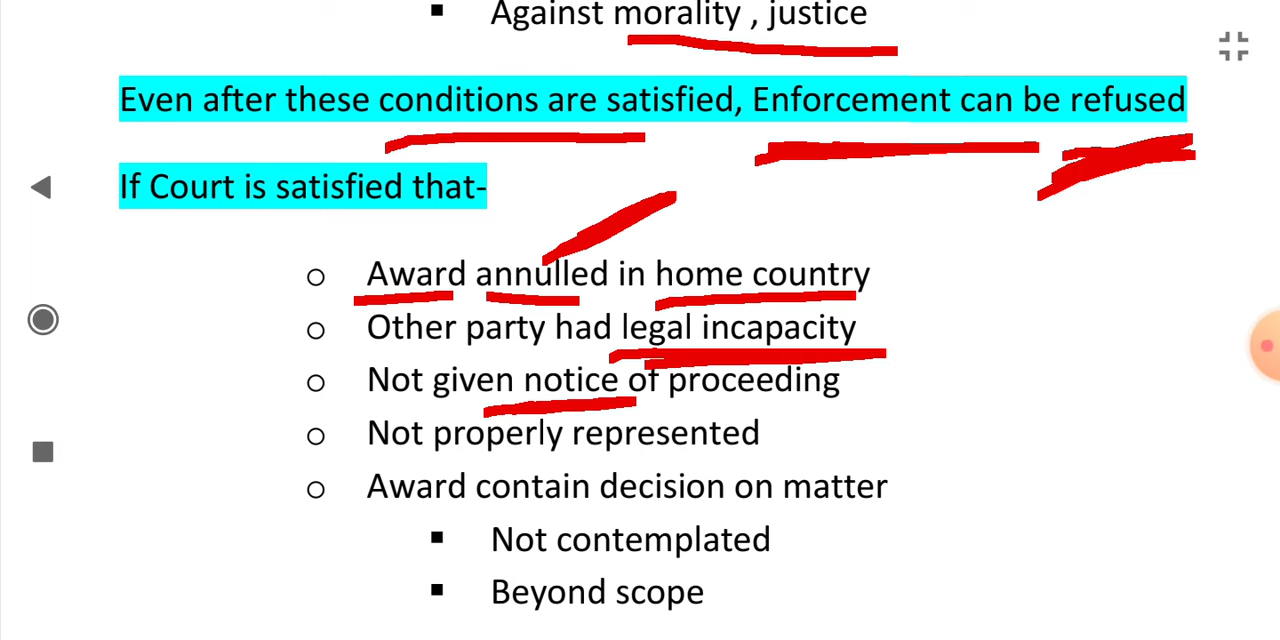 Against morality , justice
Even after these conditions are satisfied, Enforcement can be refused
If Court is satisfied that-
Award annulled in home country
Other party had legal incapacity
Not given notice of proceeding
Not properly represented
Award contain decision on matter
Not contemplated
Beyond scope